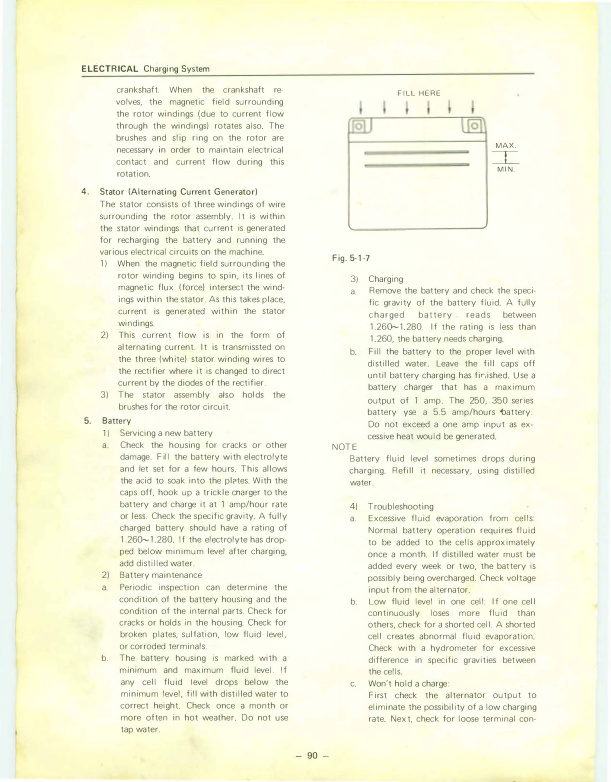 ELECTRICAL Charging System
crankshaft. When the crankshaft re-
volves, the magnetic field surrounding
the rotor windings (due to current flow
through the windings) rotates also. The
brushes and slip ring on the rotor are
necessary in order to maintain electrical
contact and current flow during this
rotation.
4. Stator (Alternating Current Generator)
The stator consists of three windings of wire
surrounding the rotor assembly. It is within
the stator windings that current is generated
for recharging the battery and running the
various electrical circuits on the machine.
1) When the magnetic field surrounding the
rotor winding begins to spin, its lines of
magnetic flux (force) intersect the wind-
ings within the stator. As this takes place,
current is generated within the stator
windings.
2) This current flow is in the form of
alternating current. It is transmissted on
the three (white) stator winding wires to
the rectifier where it is changed to direct
current by the diodes of the rectifier.
3) The stator assembly also holds the
brushes for the rotor circuit.
5. Battery
1) Servicing a new battery
a. Check the housing for cracks or other
damage. Fill the battery with electrolyte
and let set for a few hours. This allows
the acid to soak into the plates. With the
caps off, hook up a trickle charger to the
battery and charge it at 1 amp/hour rate
or less. Check the specific gravity. A fully
charged battery should have a rating of
1.260~1.280. If the electrolyte has drop-
ped below minimum level after charging,
add distilled water.
2) Battery maintenance
a. Periodic inspection can determine the
condition of the battery housing and the
condition of the internal parts. Check for
cracks or holds in the housing. Check for
broken plates, sulfation, low fluid level,
or corroded terminals.
b. The battery housing is marked with a
minimum and maximum fluid level. If
any cell fluid level drops below the
minimum level, fill with distilled water to
correct height. Check once a month or
more often in hot weather. Do not use
tap water.
FILL HERE
MAX.
MIN.
Fig. 5-1-7
3) Charging
a. Remove the battery and check the speci-
fic gravity of the battery fluid. A fully
charged battery reads between
1.260~1.280. If the rating is less than
1.260, the battery needs charging.
b. Fill the battery to the proper level with
distilled water. Leave the fill caps off
until battery charging has finished. Use a
battery charger that has a maximum
output of 1 amp. The 250, 350 series
battery yse a 5.5 amp/hours battery.
Do not exceed a one amp input as ex-
cessive heat would be generated.
NOTE
Battery fluid level sometimes drops during
charging. Refill it necessary, using distilled
water.
4) Troubleshooting
a. Excessive fluid evaporation from cells:
Normal battery operation requires fluid
to be added to the cells approximately
once a month. If distilled water must be
added every week or two, the battery is
possibly being overcharged. Check voltage
input from the alternator.
b. Low fluid level in one cell: If one cell
continuously loses more fluid than
others, check for a shorted cell. A shorted
cell creates abnormal fluid evaporation.
Check with a hydrometer for excessive
difference in specific gravities between
the cells.
c. Won't hold a charge:
First check the alternator output to
eliminate the possibility of a low charging
rate. Next, check for loose terminal con-
- 90 -